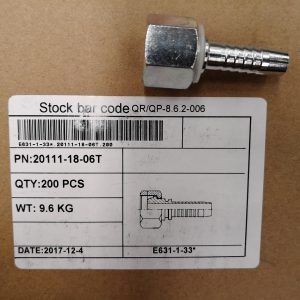 Stock bar code QR/QP-8.6.2-006
E631-1-33*.20111-18-06T.200
PN:20111-18-06T
QTY:200 PCS
WT: 9.6 KG
DATE:2017-12-4 E631-1-33*